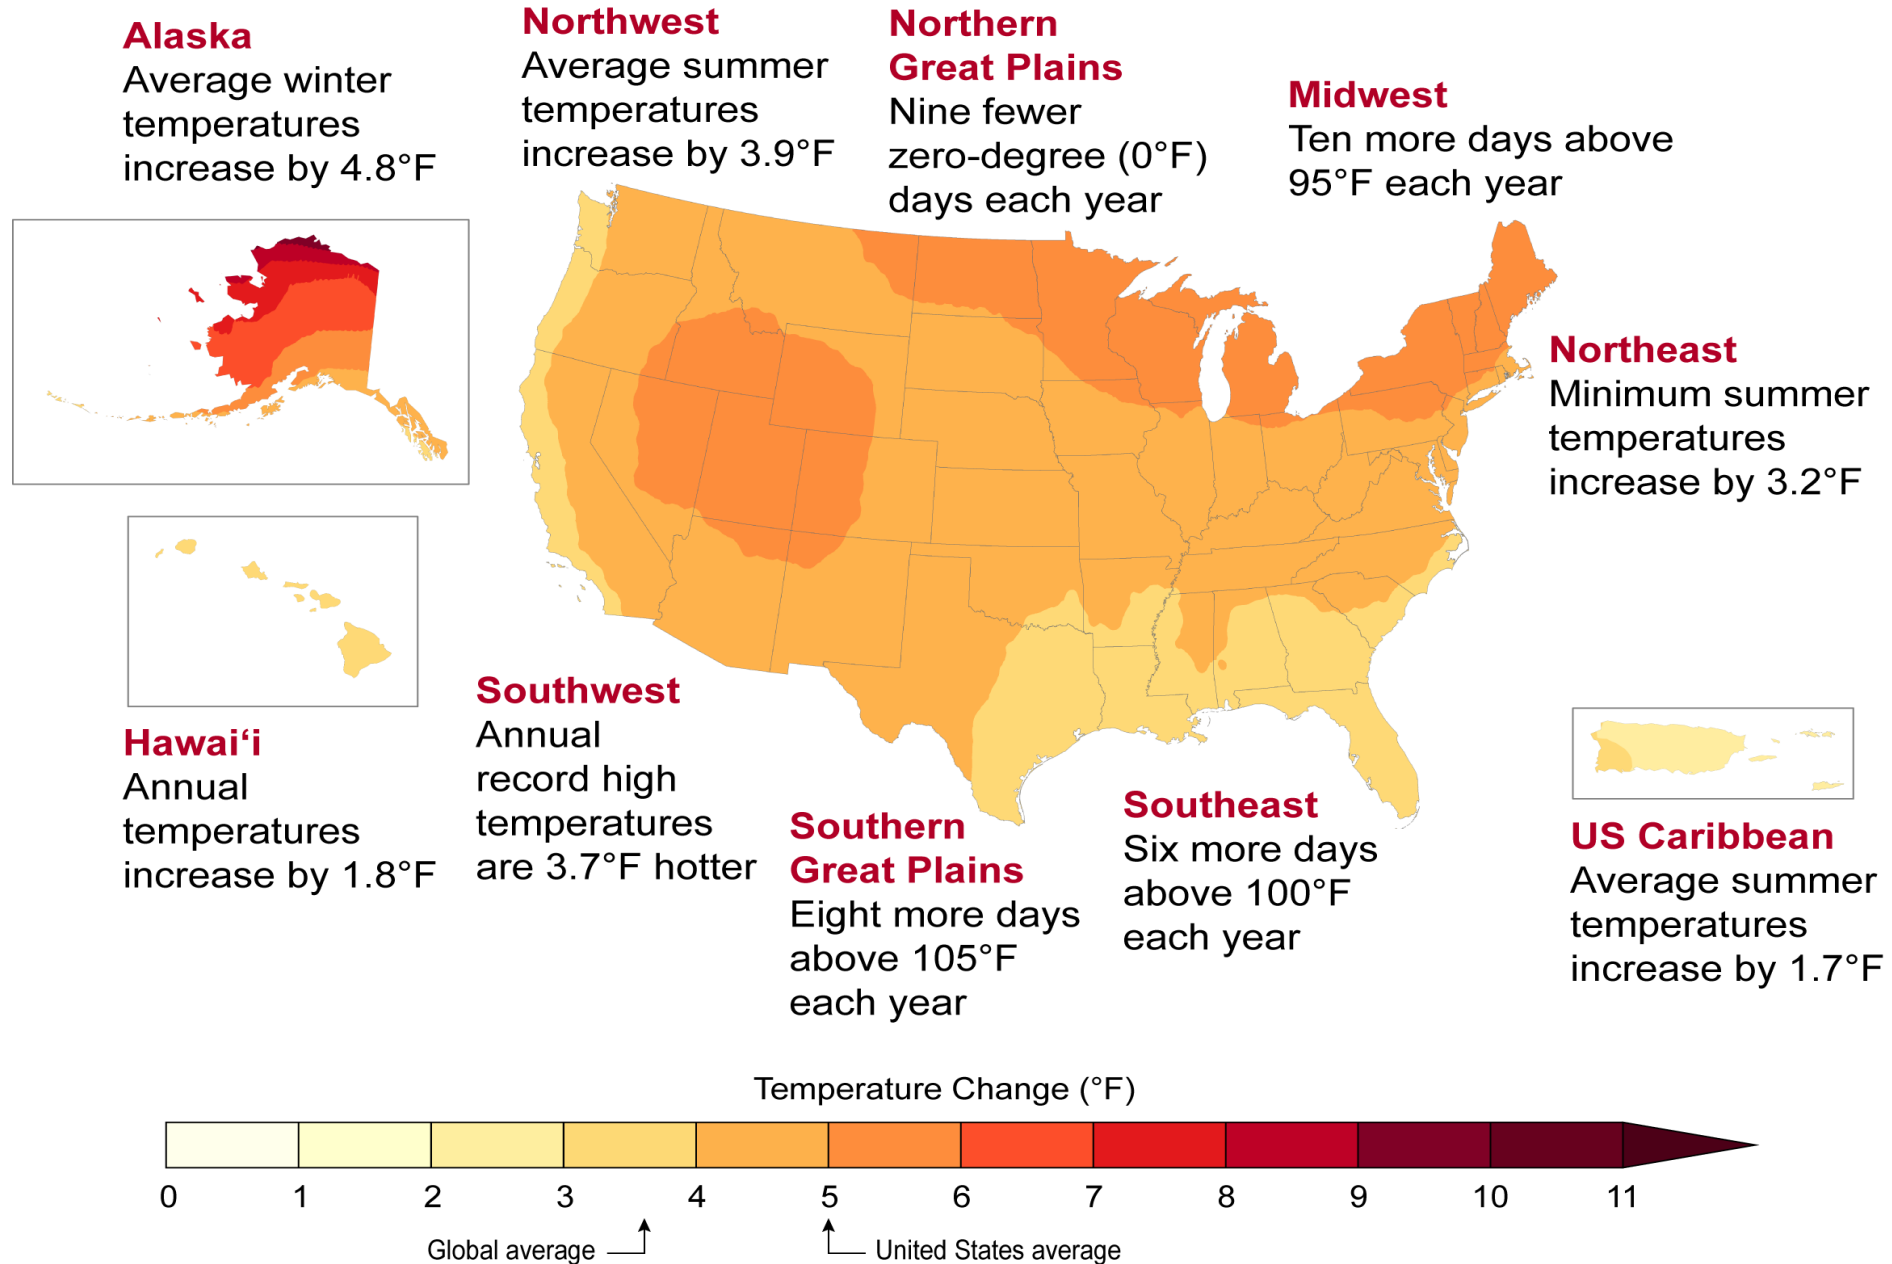 Alaska
Average winter
temperatures
increase by 4.8°F
Northwest
Average summer
temperatures
increase by 3.9°F
Northern
Great Plains
Nine fewer
zero-degree (0°F)
days each year
Midwest
Ten more days above
95°F each year
Northeast
Minimum summer
temperatures
increase by 3.2°F
Hawaiʻi
Annual
temperatures
increase by 1.8°F
Southwest
Annual
record high
temperatures
are 3.7°F hotter
Southern
Great Plains
Eight more days
above 105°F
each year
Southeast
Six more days
above 100°F
each year
US Caribbean
Average summer
temperatures
increase by 1.7°F
Temperature Change (°F)
0 1 2 3 4 5 6 7 8 9 10 11
Global average
United States average